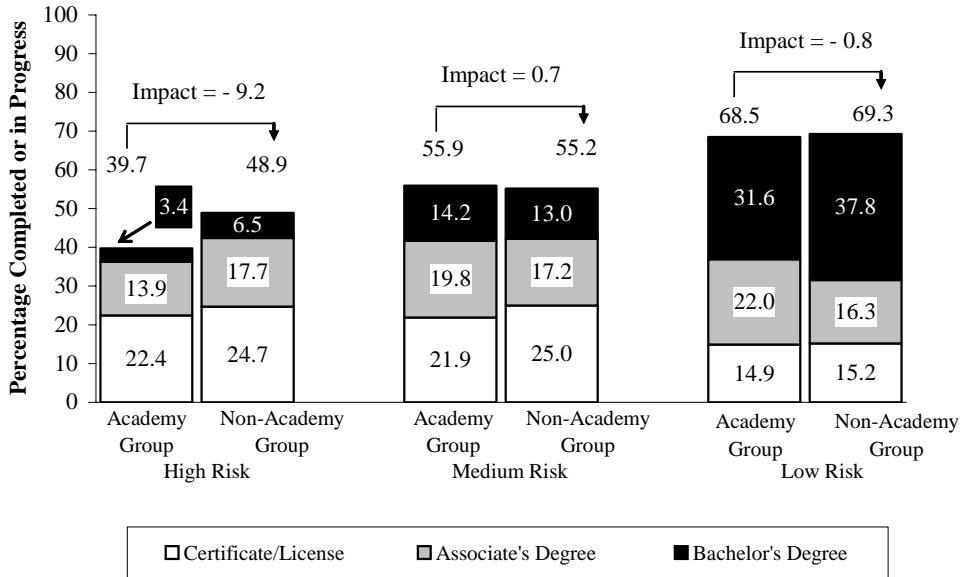 Percentage Completed or in Progress
100
90
80
70
60
50
40
30
20
10
0
Impact = - 9.2
39.7
48.9
3.4
13.9
22.4
6.5
17.7
24.7
Academy Group
Non-Academy Group
High Risk
Impact = 0.7
55.9
55.2
14.2
19.8
21.9
13.0
17.2
25.0
Academy Group
Non-Academy Group
Medium Risk
Impact = - 0.8
68.5
69.3
31.6
22.0
14.9
37.8
16.3
15.2
Academy Group
Non-Academy Group
Low Risk
Certificate/License
Associate's Degree
Bachelor's Degree